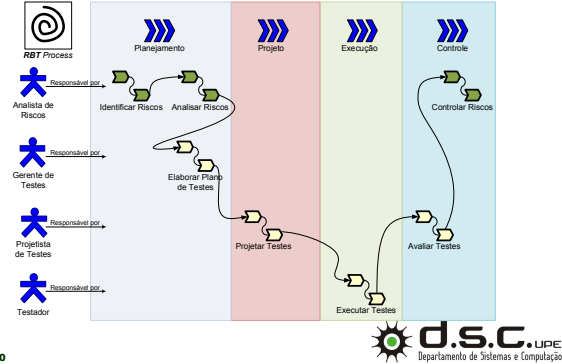 RBT Process
Planejamento
Projeto
Execução
Controle
Responsável por
Analista de
Riscos
Identificar Riscos
Analisar Riscos
Controlar Riscos
Responsável por
Gerente de
Testes
Elaborar Plano
de Testes
Responsável por
Projetista
de Testes
Projetar Testes
Avaliar Testes
Responsável por
Testador
Executar Testes
d.s.c.UPE
Departamento de Sistemas e Computação